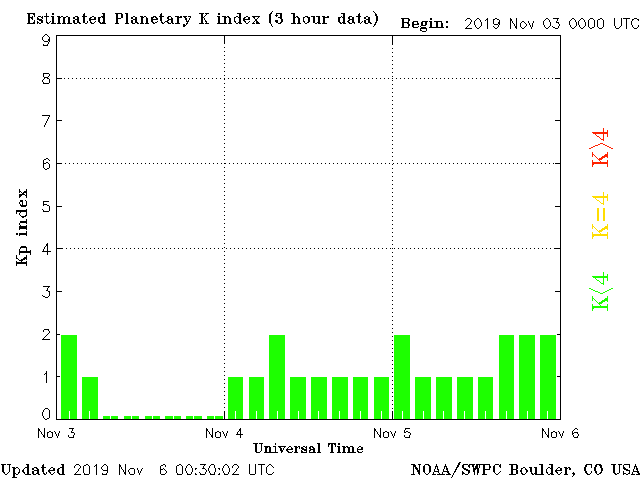 Estimated Planetary K index (3 hour data) Begin: 2019 Nov 03 0000 UTC
9
8
7
6
5
4
3
2
1
0
Kp index
K>4
K=4
K<4
Nov 3 Nov 4 Nov 5 Nov 6
Universal Time
Updated 2019 Nov 6 00:30:02 UTC NOAA/SWPC Boulder, CO USA